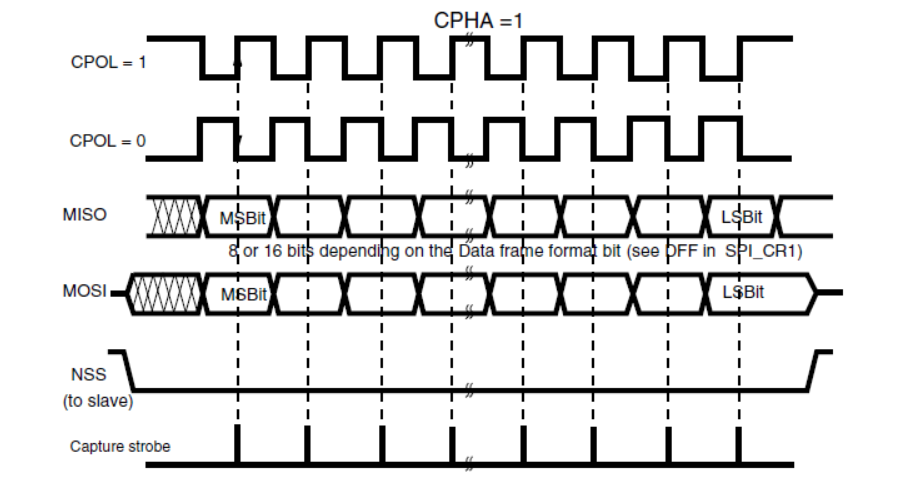 CPHA =1
CPOL = 1
CPOL = 0
MISO
MSBit
LSBit
8 or 16 bits depending on the Data frame format bit (see DFF in SPI_CR1)
MOSI
MSBit
LSBit
NSS
(to slave)
Capture strobe